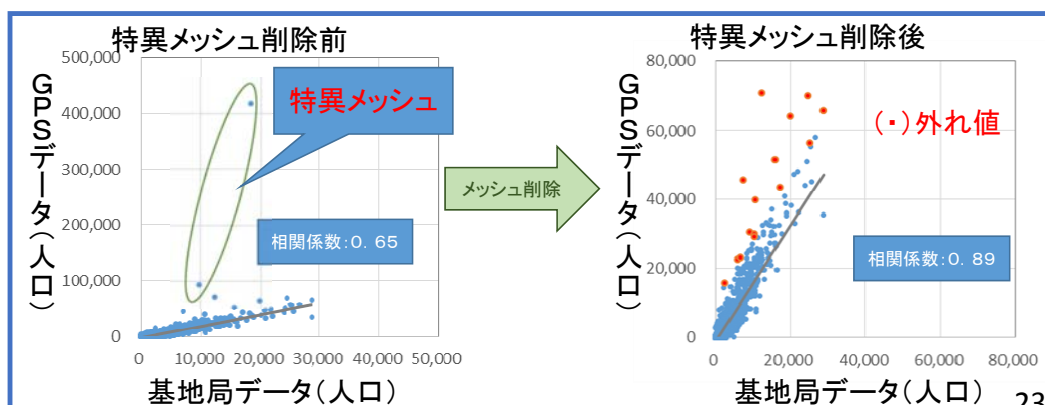 特異メッシュ削除前
500,000
400,000
300,000
200,000
100,000
0
GPSデータ(人口)
特異メッシュ
相関係数:0.65
0 10,000 20,000 30,000 40,000 50,000
基地局データ(人口)
メッシュ削除
特異メッシュ削除後
80,000
60,000
40,000
20,000
0
GPSデータ(人口)
(・)外れ値
相関係数:0.89
0 20,000 40,000 60,000 80,000
基地局データ(人口)
23